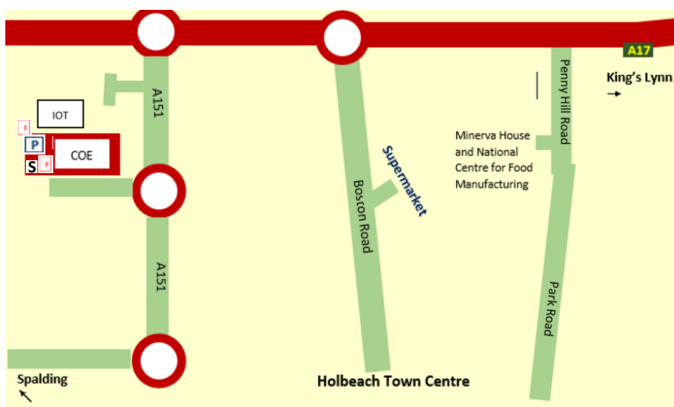 A17
King's Lynn
A151
Penny Hill Road
IOT
F
P
COE
S
F
Minerva House
and National
Centre for Food
Manufacturing
Supermarket
Boston Road
A151
Park Road
Spalding
Holbeach Town Centre